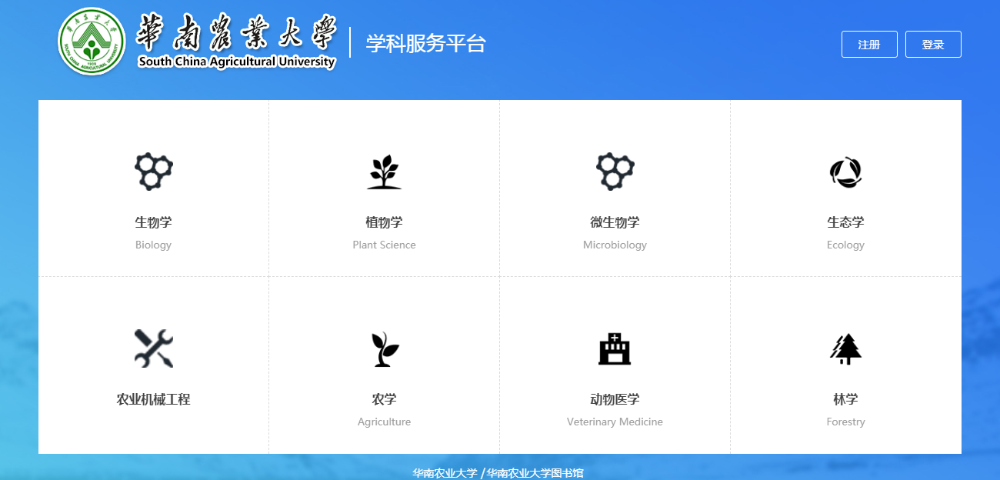 華南農業大學
South China Agricultural University
学科服务平台
注册
登录
生物学
Biology
植物学
Plant Science
微生物学
Microbiology
生态学
Ecology
农业机械工程
农学
Agriculture
动物医学
Veterinary Medicine
林学
Forestry
华南农业大学 /华南农业大学图书馆